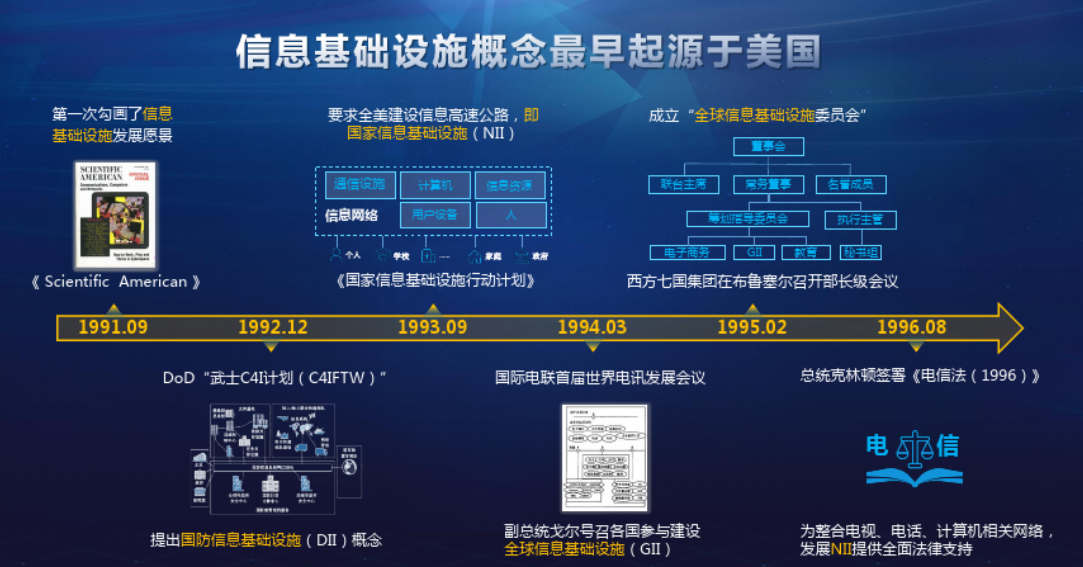 信息基础设施概念最早起源于美国
第一次勾画了信息
基础设施发展愿景
SCIENTIFIC
AMERICAN
SPECIAL
ISSUE
《 Scientific American 》
要求全美建设信息高速公路，即
国家信息基础设施（NII）
通信设施
计算机
信息资源
信息网络
用户设备
人
个人
学校
......
家庭
政府
《国家信息基础设施行动计划》
成立“全球信息基础设施委员会”
董事会
联合主席
常务董事
名誉成员
筹划指导委员会
执行主管
电子商务
GII
教育
秘书组
西方七国集团在布鲁塞尔召开部长级会议
1991.09
1992.12
1993.09
1994.03
1995.02
1996.08
DoD“武士C4I计划（C4IFTW）”
提出国防信息基础设施（DII）概念
国际电联首届世界电讯发展会议
副总统戈尔号召各国参与建设
全球信息基础设施（GII）
总统克林顿签署《电信法（1996）》
电 信
为整合电视、电话、计算机相关网络，
发展NII提供全面法律支持